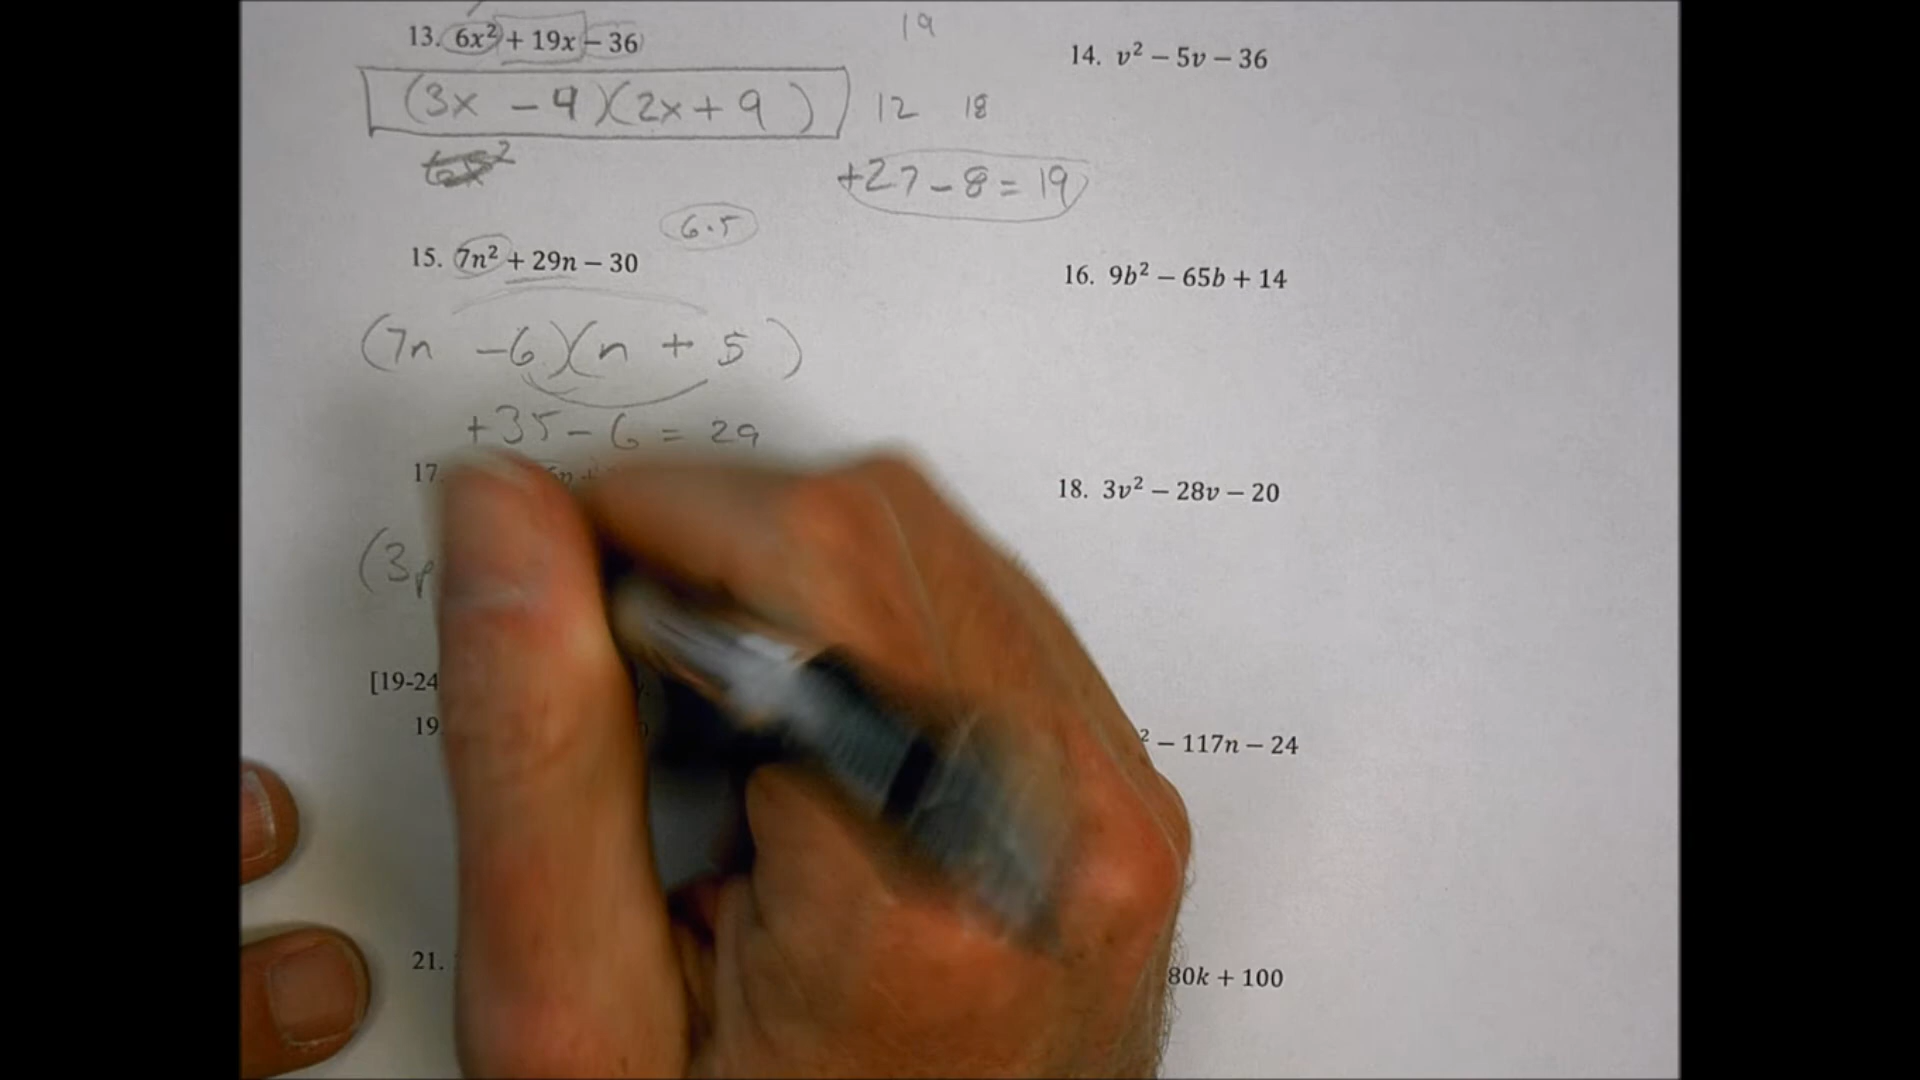 19
13. 6x² + 19x − 36
14. v² − 5v − 36
(3x − 4)(2x + 9)
12 18
+27 − 8 = 19
6·5
15. 7n² + 29n − 30
16. 9b² − 65b + 14
(7n − 6)(n + 5)
+35 − 6 = 29
17.
18. 3v² − 28v − 20
(3p
[19-24
19
² − 117n − 24
21.
80k + 100